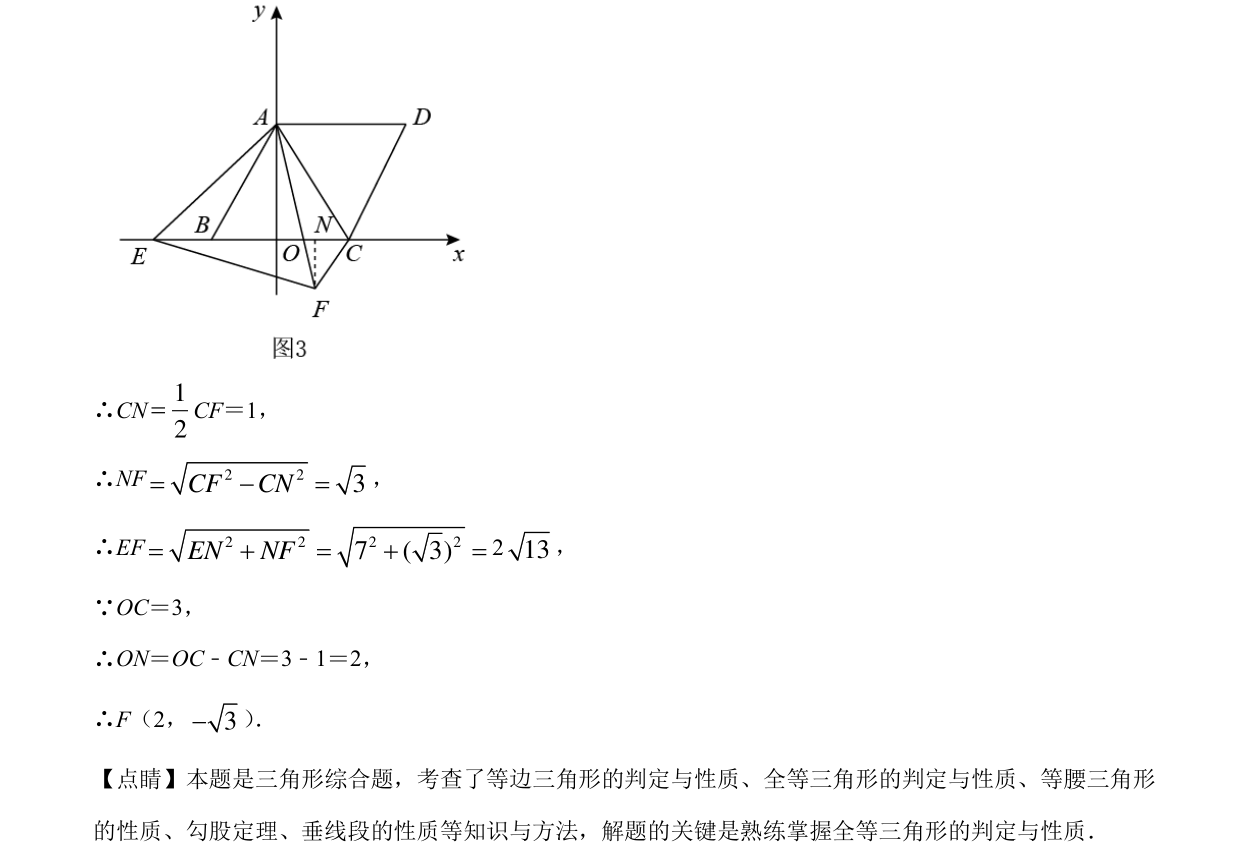 y
A
D
B
N
E
O
C
x
F
图3
∴CN=1/2 CF=1,
∴NF=√(CF²-CN²)=√3,
∴EF=√(EN²+NF²)=√(7²+(√3)²)=2√13,
∵OC=3,
∴ON=OC-CN=3-1=2,
∴F（2，-√3）.
【点睛】本题是三角形综合题，考查了等边三角形的判定与性质、全等三角形的判定与性质、等腰三角形
的性质、勾股定理、垂线段的性质等知识与方法，解题的关键是熟练掌握全等三角形的判定与性质．